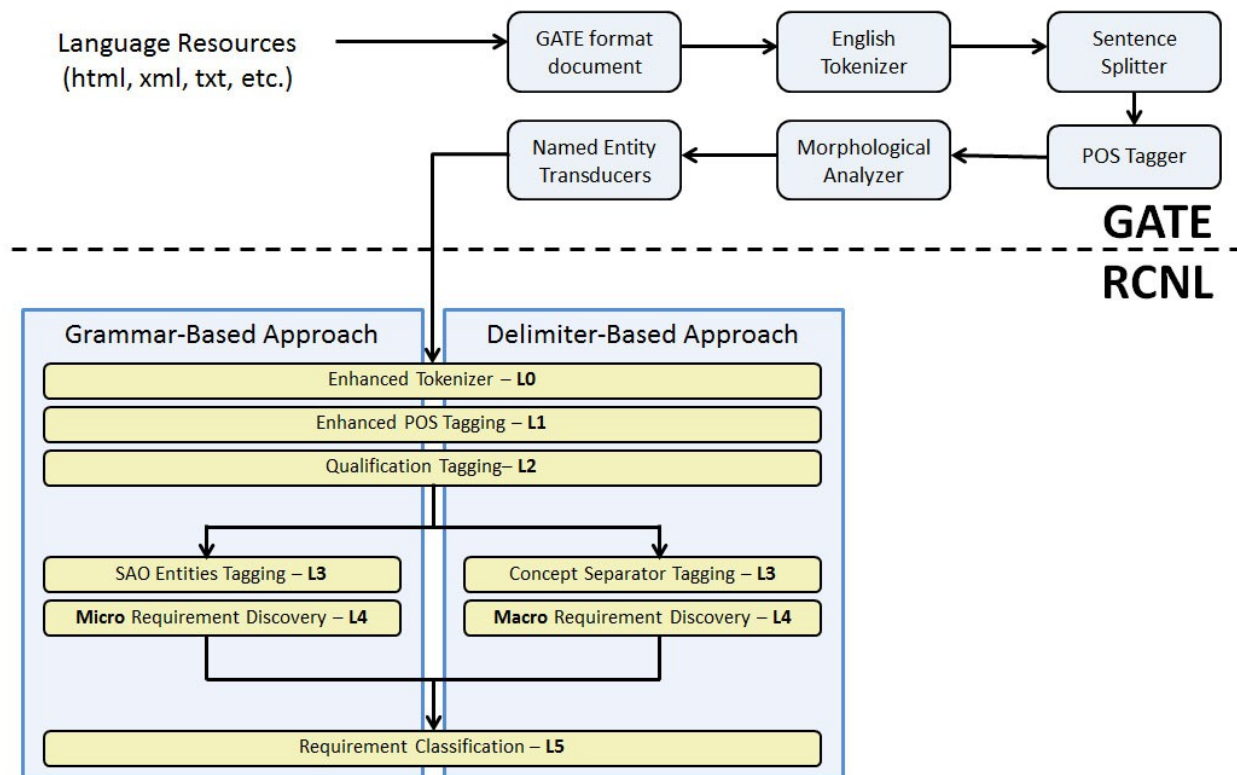 Language Resources
(html, xml, txt, etc.)
GATE format
document
English
Tokenizer
Sentence
Splitter
Named Entity
Transducers
Morphological
Analyzer
POS Tagger
GATE
RCNL
Grammar-Based Approach
Delimiter-Based Approach
Enhanced Tokenizer – L0
Enhanced POS Tagging – L1
Qualification Tagging– L2
SAO Entities Tagging – L3
Concept Separator Tagging – L3
Micro Requirement Discovery – L4
Macro Requirement Discovery – L4
Requirement Classification – L5